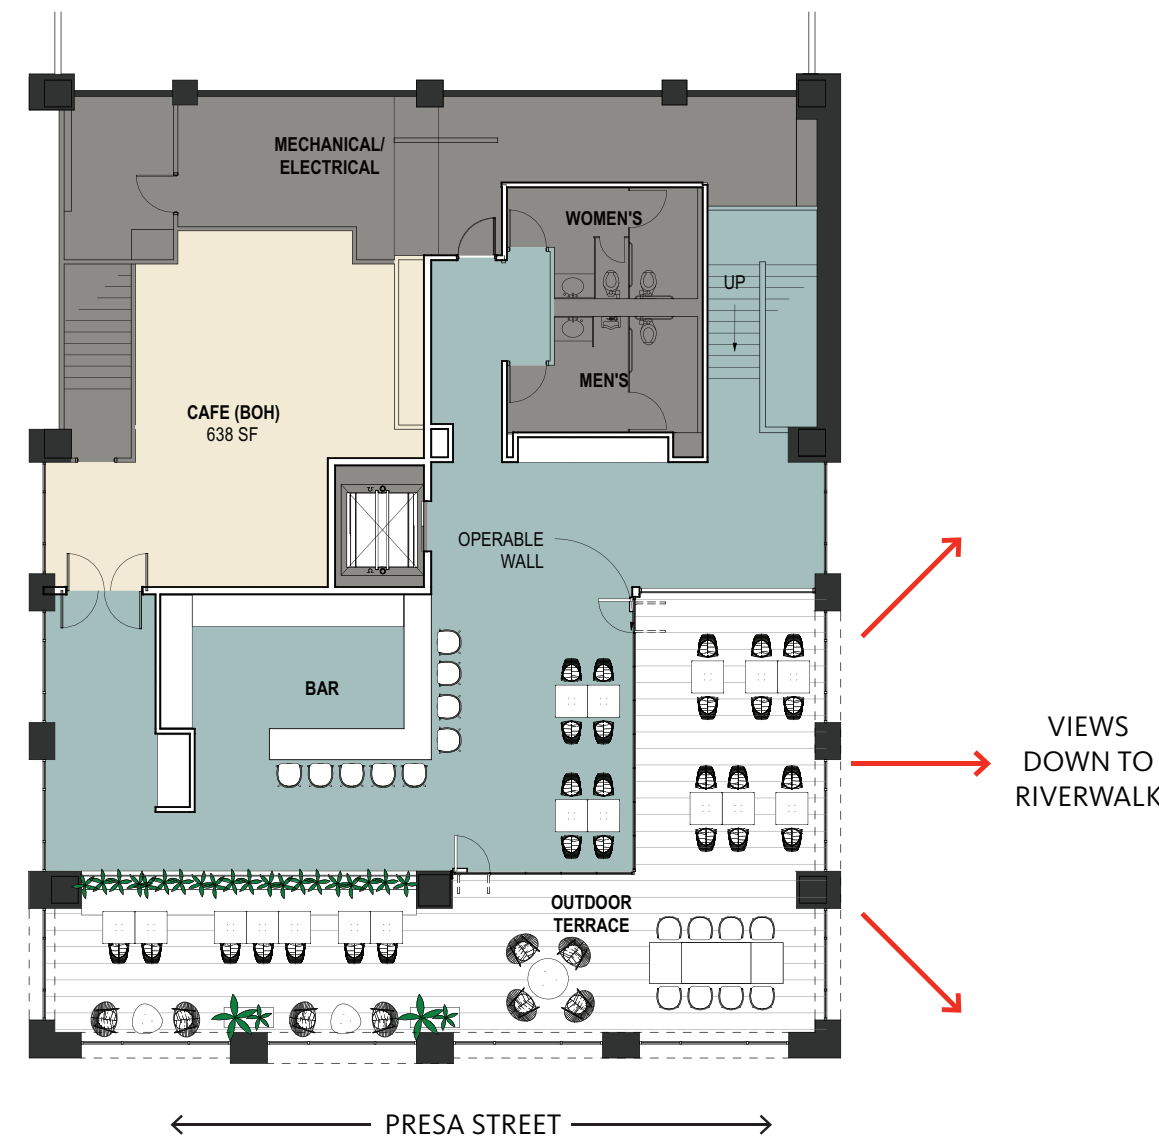 MECHANICAL/
ELECTRICAL
WOMEN'S
UP
MEN'S
CAFE (BOH)
638 SF
OPERABLE
WALL
BAR
VIEWS
DOWN TO
RIVERWALK
OUTDOOR
TERRACE
PRESA STREET